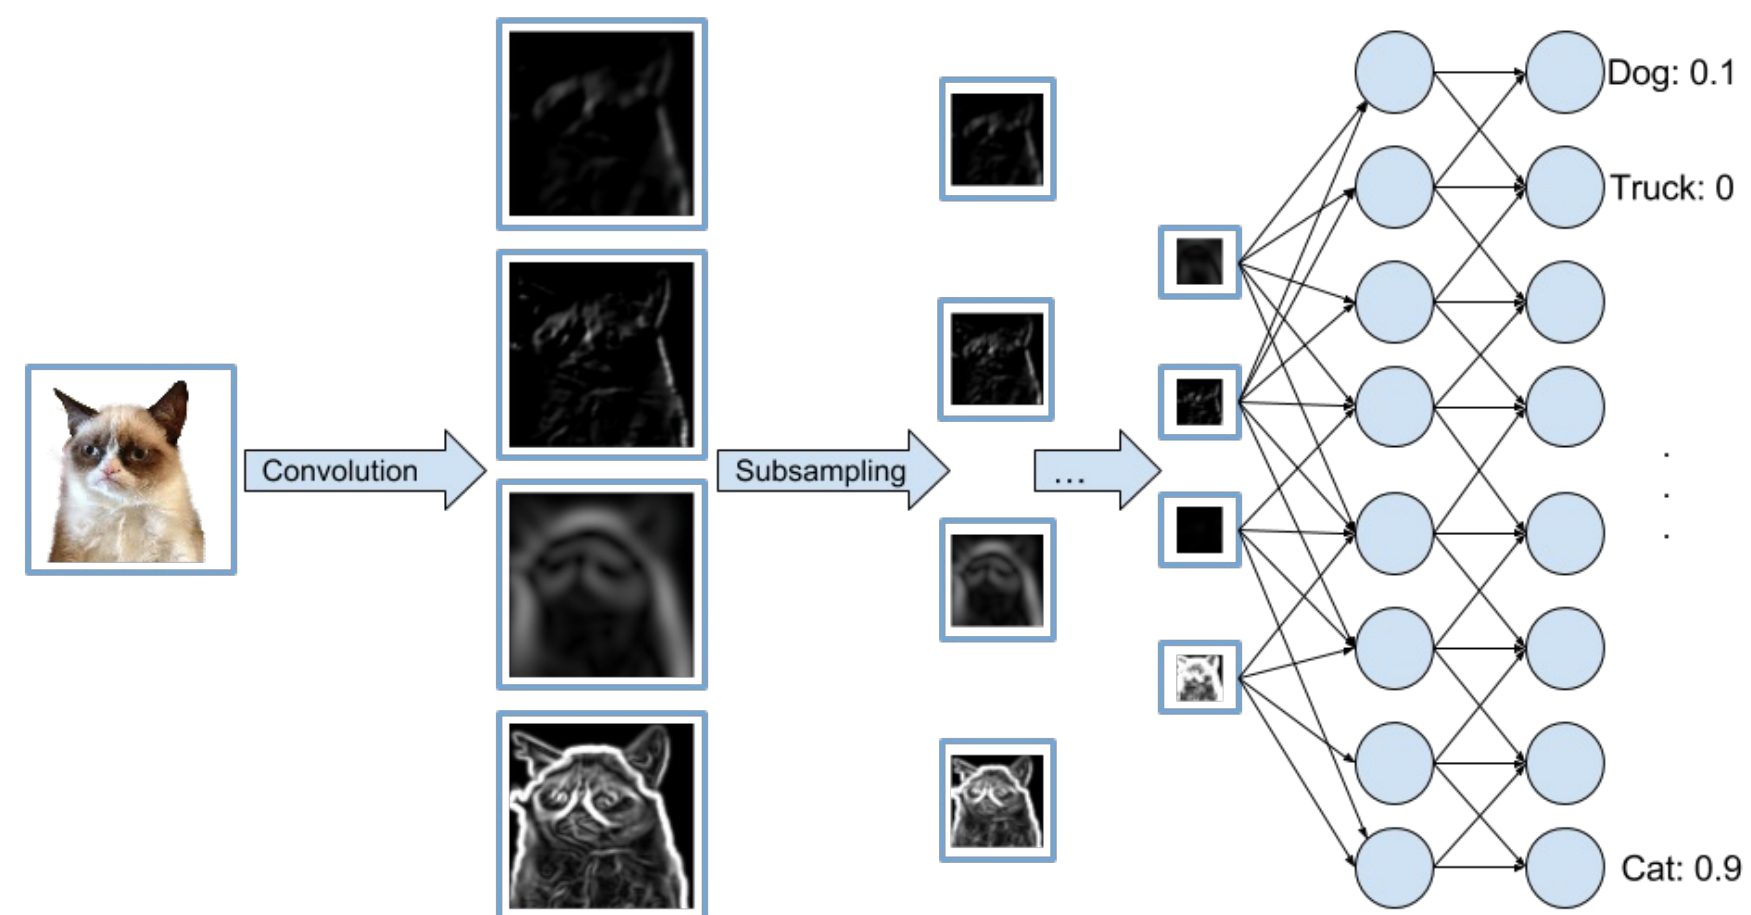 Dog: 0.1
Truck: 0
Convolution
Subsampling
...
.
.
.
Cat: 0.9